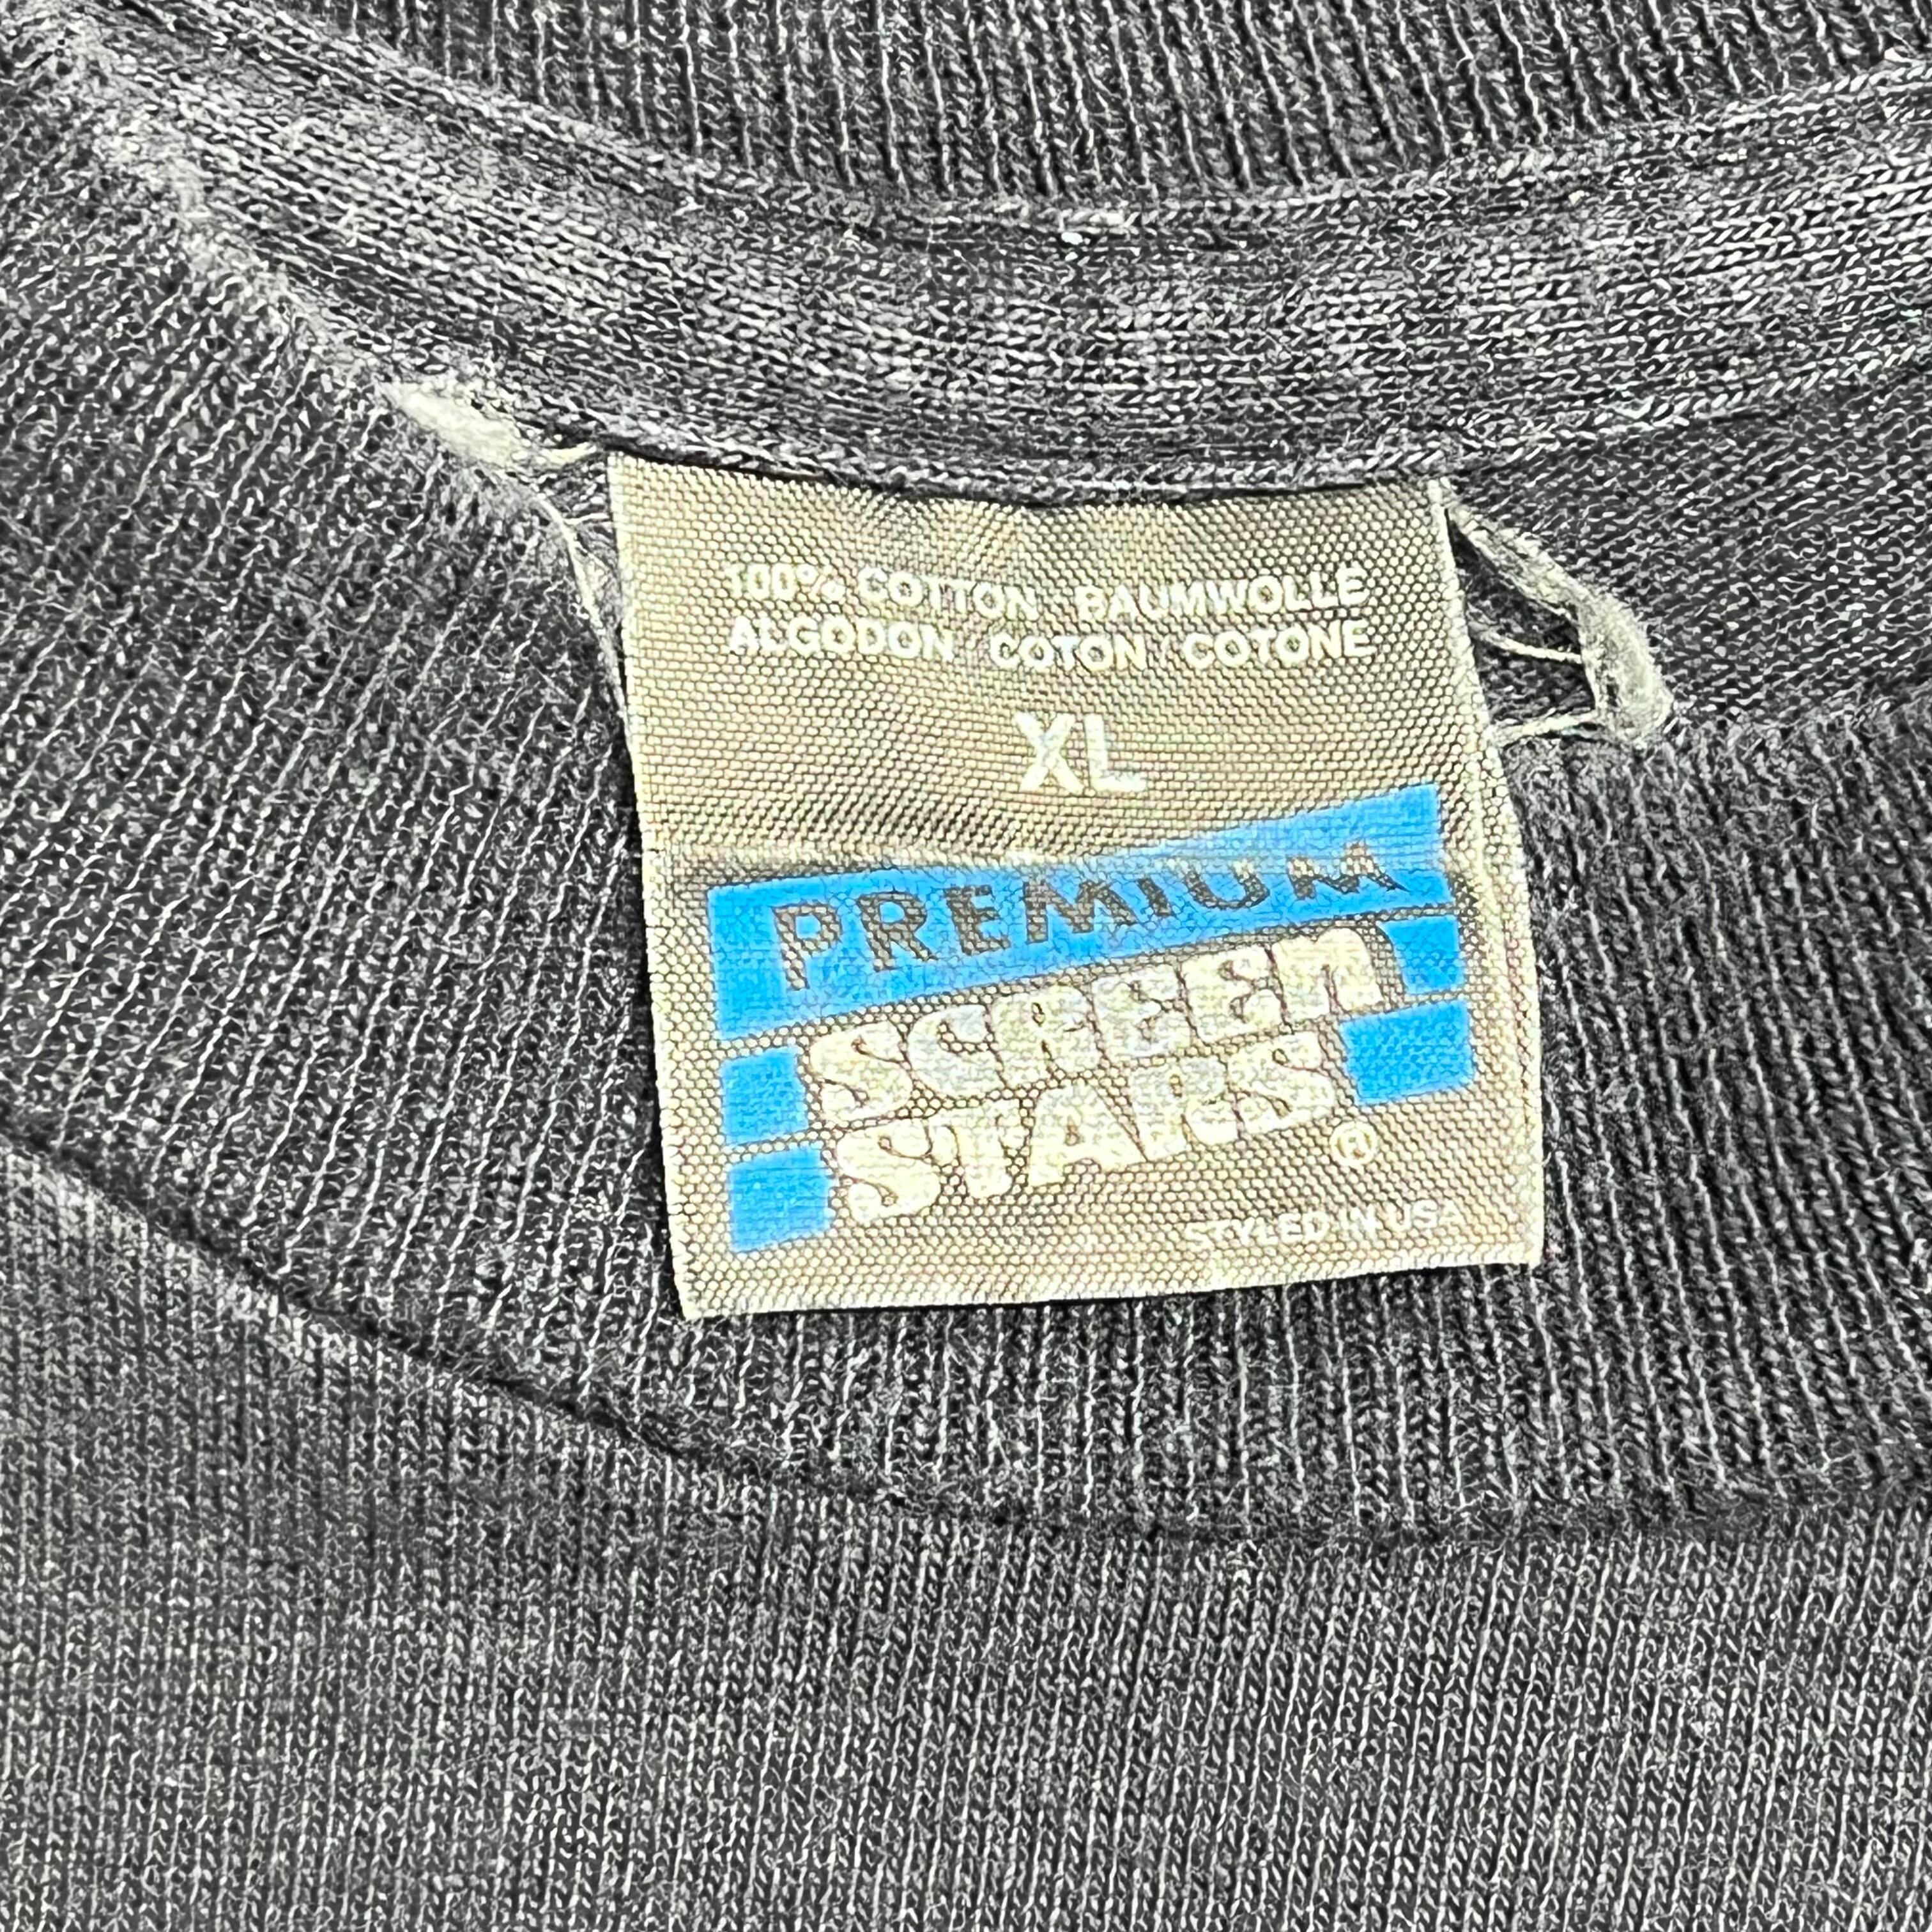 100% COTTON · BAUMWOLLE
ALGODON · COTON · COTONE
XL
PREMIUM
SCREEN
STARS
®
STYLED IN USA